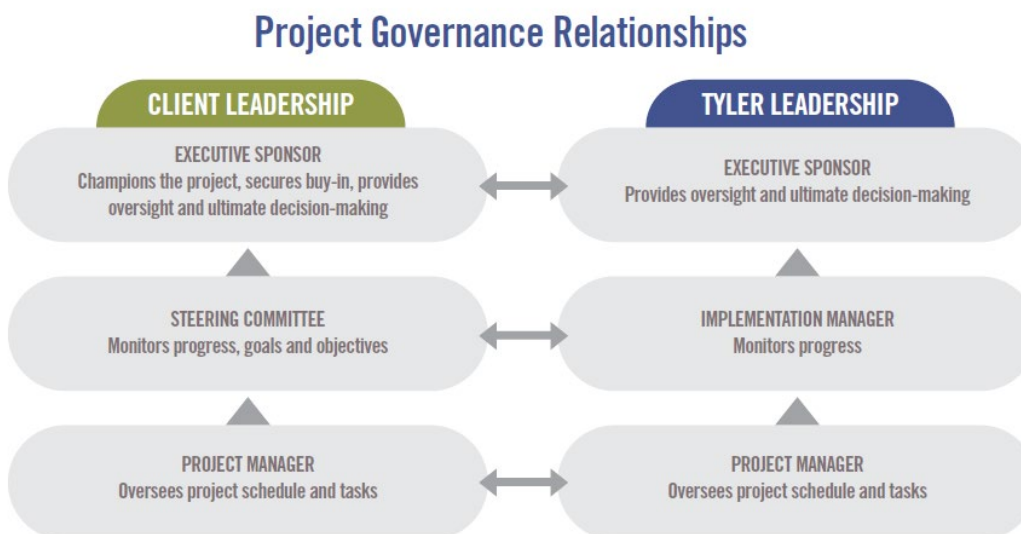 Project Governance Relationships
CLIENT LEADERSHIP
EXECUTIVE SPONSOR
Champions the project, secures buy-in, provides
oversight and ultimate decision-making
STEERING COMMITTEE
Monitors progress, goals and objectives
PROJECT MANAGER
Oversees project schedule and tasks
TYLER LEADERSHIP
EXECUTIVE SPONSOR
Provides oversight and ultimate decision-making
IMPLEMENTATION MANAGER
Monitors progress
PROJECT MANAGER
Oversees project schedule and tasks